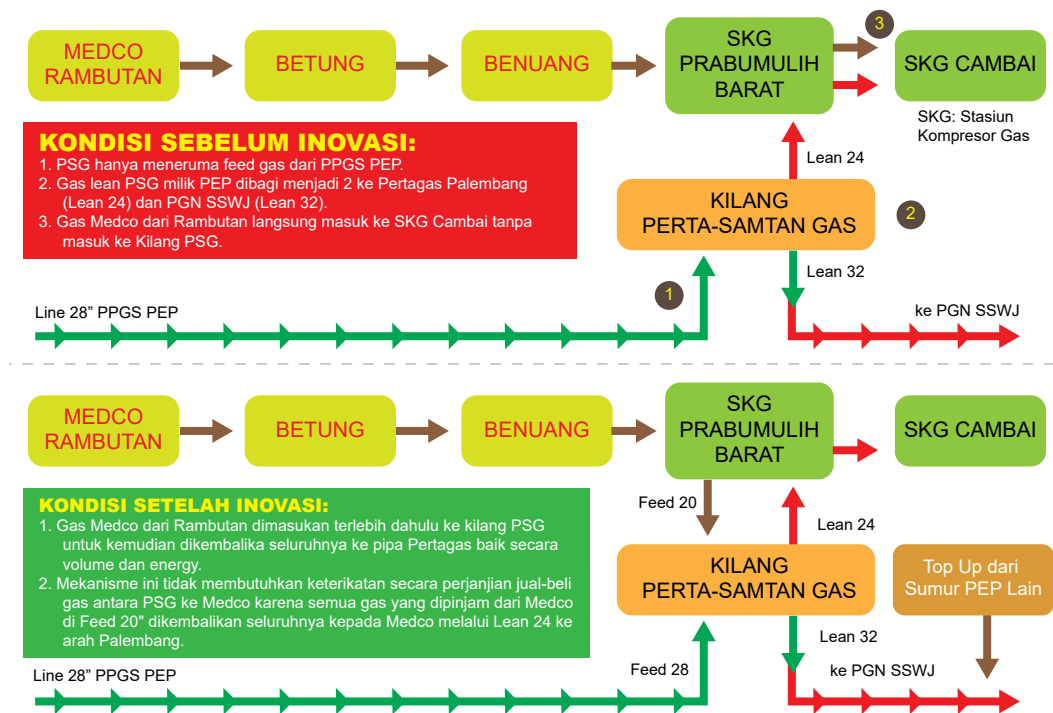 MEDCO
RAMBUTAN
BETUNG
BENUANG
SKG
PRABUMULIH
BARAT
3
SKG CAMBAI
SKG: Stasiun
Kompresor Gas
KONDISI SEBELUM INOVASI:
1. PSG hanya meneruma feed gas dari PPGS PEP.
2. Gas lean PSG milik PEP dibagi menjadi 2 ke Pertagas Palembang
(Lean 24) dan PGN SSWJ (Lean 32).
3. Gas Medco dari Rambutan langsung masuk ke SKG Cambai tanpa
masuk ke Kilang PSG.
Lean 24
KILANG
PERTA-SAMTAN GAS
2
Lean 32
1
Line 28” PPGS PEP
ke PGN SSWJ
MEDCO
RAMBUTAN
BETUNG
BENUANG
SKG
PRABUMULIH
BARAT
SKG CAMBAI
KONDISI SETELAH INOVASI:
1. Gas Medco dari Rambutan dimasukan terlebih dahulu ke kilang PSG
untuk kemudian dikembalika seluruhnya ke pipa Pertagas baik secara
volume dan energy.
2. Mekanisme ini tidak membutuhkan keterikatan secara perjanjian jual-beli
gas antara PSG ke Medco karena semua gas yang dipinjam dari Medco
di Feed 20" dikembalikan seluruhnya kepada Medco melalui Lean 24 ke
arah Palembang.
Feed 20
Lean 24
KILANG
PERTA-SAMTAN GAS
Top Up dari
Sumur PEP Lain
Lean 32
Feed 28
ke PGN SSWJ
Line 28” PPGS PEP